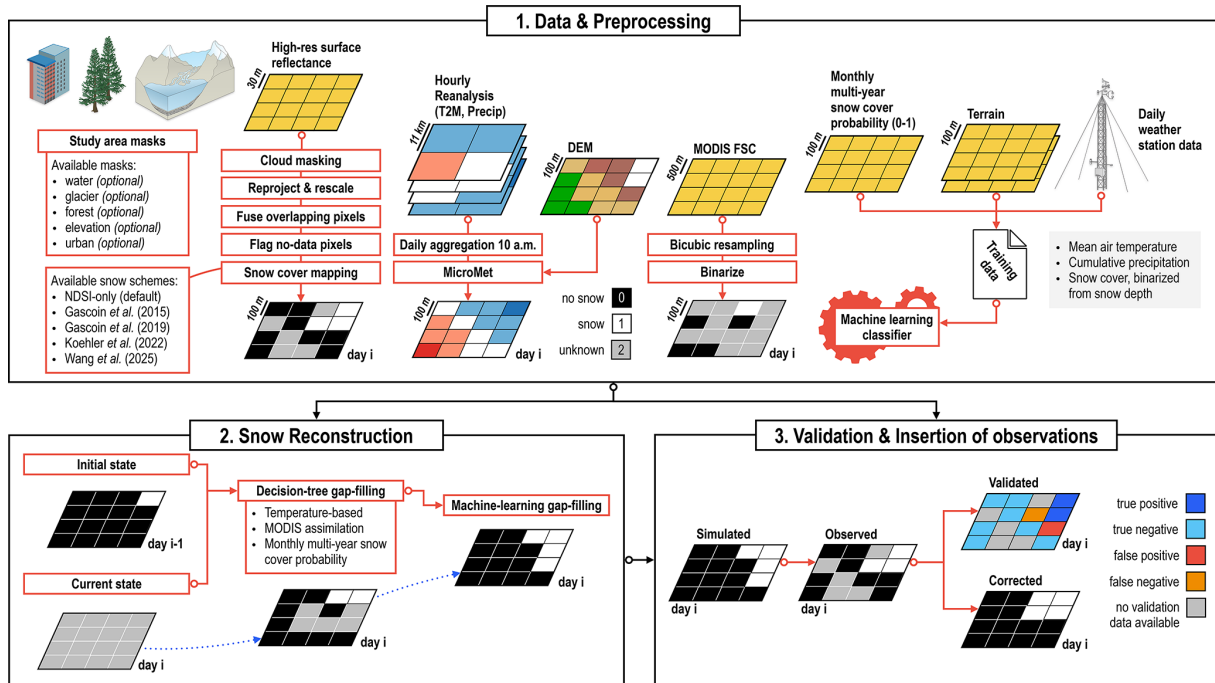 1. Data & Preprocessing
High-res surface
reflectance
30 m
Study area masks
Available masks:
• water (optional)
• glacier (optional)
• forest (optional)
• elevation (optional)
• urban (optional)
Available snow schemes:
• NDSI-only (default)
• Gascoin et al. (2015)
• Gascoin et al. (2019)
• Koehler et al. (2022)
• Wang et al. (2025)
Cloud masking
Reproject & rescale
Fuse overlapping pixels
Flag no-data pixels
Snow cover mapping
100 m
day i
Hourly
Reanalysis
(T2M, Precip)
11 km
DEM
100 m
Daily aggregation 10 a.m.
MicroMet
100 m
day i
no snow 0
snow 1
unknown 2
MODIS FSC
500 m
Bicubic resampling
Binarize
100 m
day i
Monthly
multi-year
snow cover
probability (0-1)
100 m
Terrain
100 m
Daily
weather
station data
Training
data
• Mean air temperature
• Cumulative precipitation
• Snow cover, binarized
from snow depth
Machine learning
classifier
2. Snow Reconstruction
Initial state
day i-1
Current state
day i
Decision-tree gap-filling
• Temperature-based
• MODIS assimilation
• Monthly multi-year snow
cover probability
day i
Machine-learning gap-filling
day i
3. Validation & Insertion of observations
Simulated
day i
Observed
day i
Validated
day i
Corrected
day i
true positive
true negative
false positive
false negative
no validation
data available